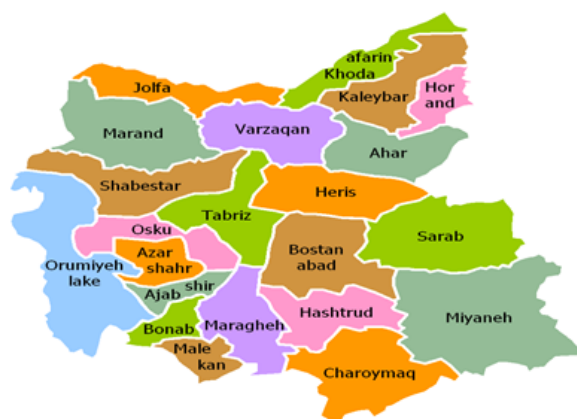 afarin
Khoda
Jolfa
Kaleybar
Hor
and
Marand
Varzaqan
Ahar
Shabestar
Heris
Tabriz
Osku
Sarab
Azar
shahr
Bostan
abad
Orumiyeh
lake
Ajab shir
Hashtrud
Miyaneh
Bonab
Maragheh
Male
kan
Charoymaq